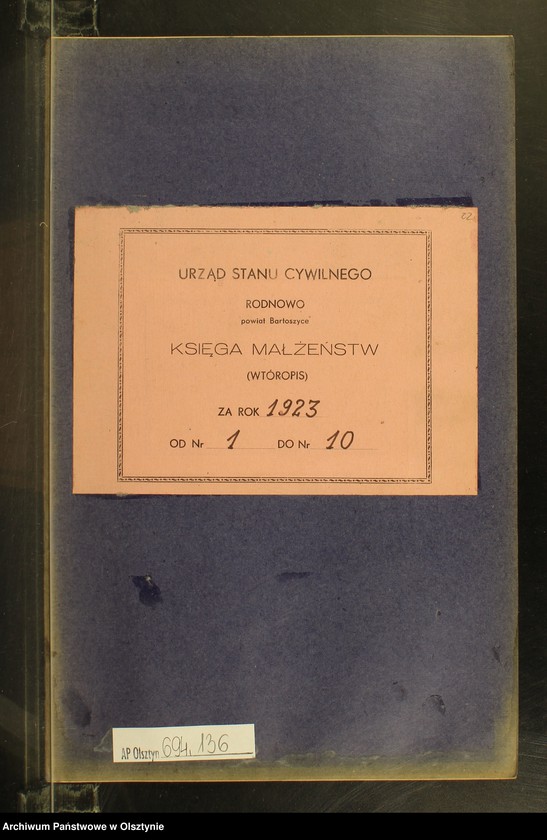 22
URZĄD STANU CYWILNEGO
RODNOWO
powiat Bartoszyce
KSIĘGA MAŁŻEŃSTW
(WTÓROPIS)
ZA ROK 1923
OD Nr 1 DO Nr 10
AP Olsztyn 694, 136
Archiwum Państwowe w Olsztynie